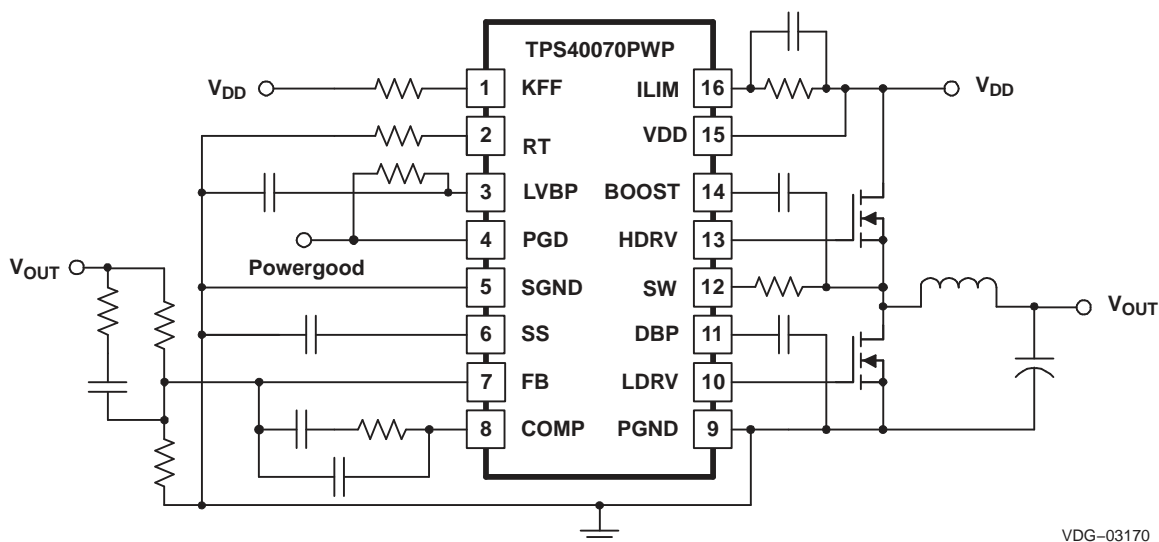 TPS40070PWP
VDD
1 KFF
ILIM 16
VDD
2 RT
VDD 15
3 LVBP
BOOST 14
4 PGD
HDRV 13
Powergood
VOUT
5 SGND
SW 12
VOUT
6 SS
DBP 11
7 FB
LDRV 10
8 COMP
PGND 9
VDG–03170